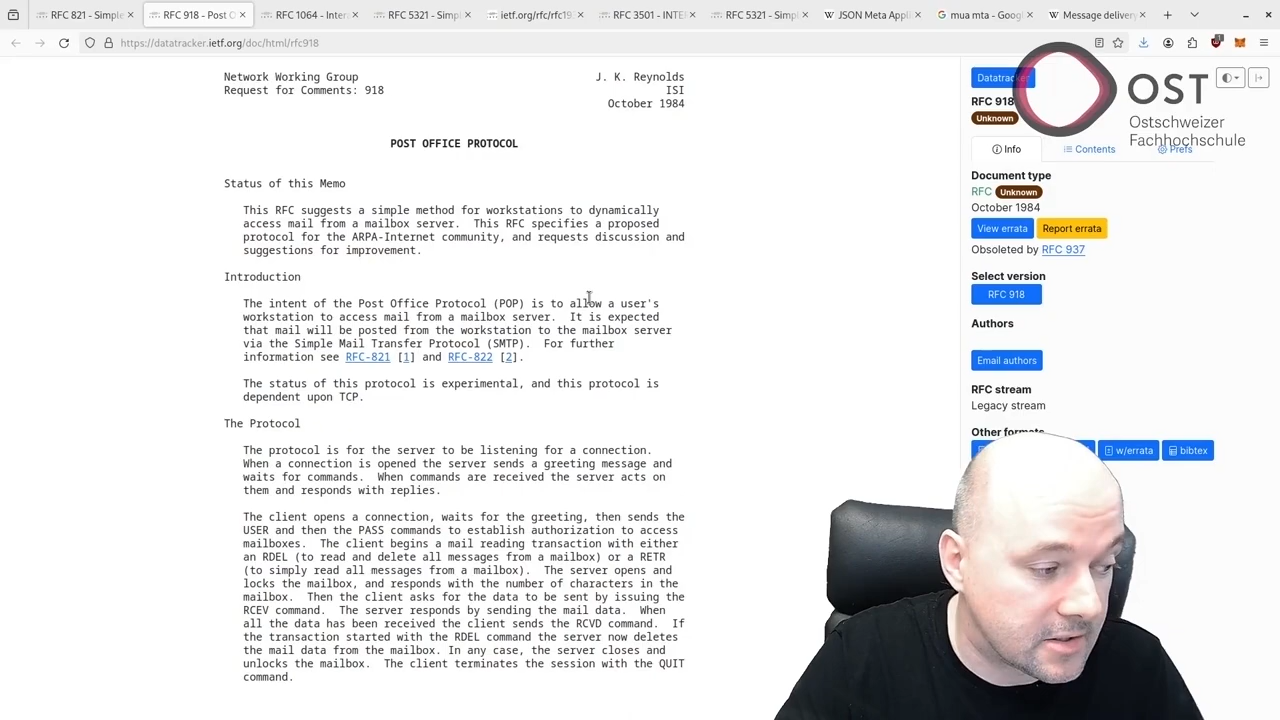 RFC 821 - Simple
RFC 918 - Post O
RFC 1064 - Intera
RFC 5321 - Simpl
ietf.org/rfc/rfc19
RFC 3501 - INTE
RFC 5321 - Simp
JSON Meta Appli
mua mta - Googl
Message delivery
https://datatracker.ietf.org/doc/html/rfc918
Network Working Group J. K. Reynolds
Request for Comments: 918 ISI
October 1984
POST OFFICE PROTOCOL
Status of this Memo
This RFC suggests a simple method for workstations to dynamically
access mail from a mailbox server. This RFC specifies a proposed
protocol for the ARPA-Internet community, and requests discussion and
suggestions for improvement.
Introduction
The intent of the Post Office Protocol (POP) is to allow a user's
workstation to access mail from a mailbox server. It is expected
that mail will be posted from the workstation to the mailbox server
via the Simple Mail Transfer Protocol (SMTP). For further
information see RFC-821 [1] and RFC-822 [2].
The status of this protocol is experimental, and this protocol is
dependent upon TCP.
The Protocol
The protocol is for the server to be listening for a connection.
When a connection is opened the server sends a greeting message and
waits for commands. When commands are received the server acts on
them and responds with replies.
The client opens a connection, waits for the greeting, then sends the
USER and then the PASS commands to establish authorization to access
mailboxes. The client begins a mail reading transaction with either
an RDEL (to read and delete all messages from a mailbox) or a RETR
(to simply read all messages from a mailbox). The server opens and
locks the mailbox, and responds with the number of characters in the
mailbox. Then the client asks for the data to be sent by issuing the
RCEV command. The server responds by sending the mail data. When
all the data has been received the client sends the RCVD command. If
the transaction started with the RDEL command the server now deletes
the mail data from the mailbox. In any case, the server closes and
unlocks the mailbox. The client terminates the session with the QUIT
command.
Datatracker
RFC 918
Unknown
OST
Ostschweizer
Fachhochschule
Info Contents Prefs
Document type
RFC Unknown
October 1984
View errata Report errata
Obsoleted by RFC 937
Select version
RFC 918
Authors
Email authors
RFC stream
Legacy stream
Other formats
w/errata bibtex